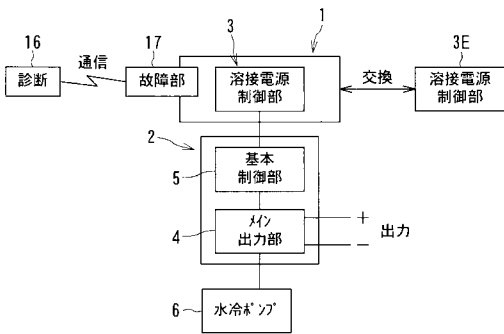 1
16
17
3
3E
通信
診断
故障部
溶接電源
制御部
交換
溶接電源
制御部
2
基本
制御部
5
メイン
出力部
4
+
−
出力
6
水冷ポンプ